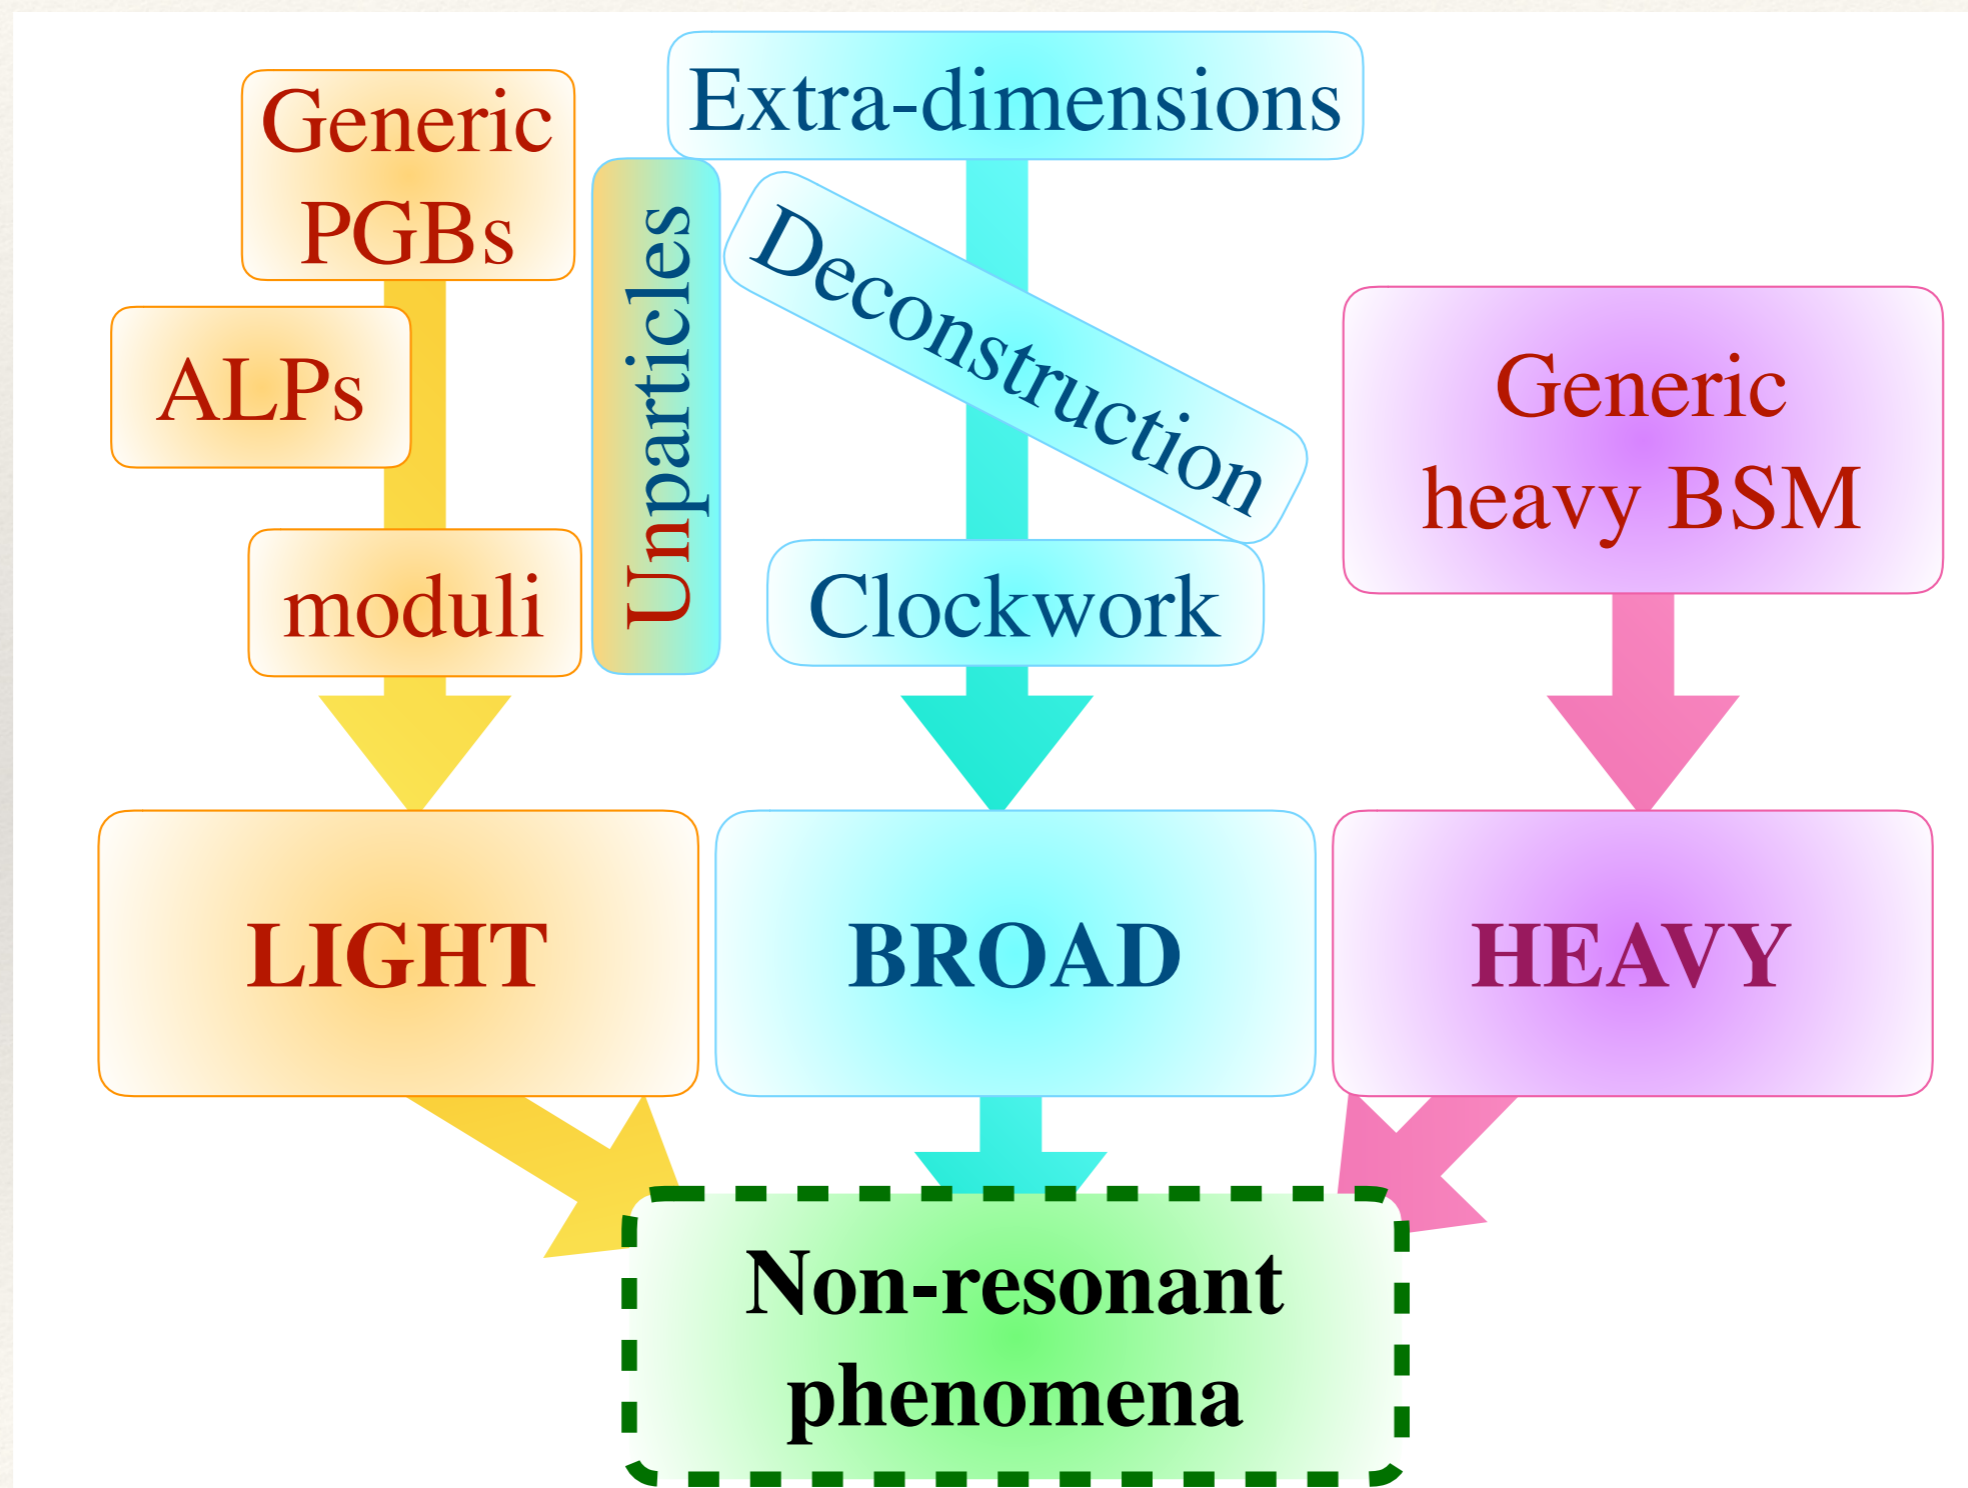 Extra-dimensions
Generic
PGBs
Unparticles
Deconstruction
ALPs
moduli
Clockwork
Generic
heavy BSM
LIGHT
BROAD
HEAVY
Non-resonant
phenomena